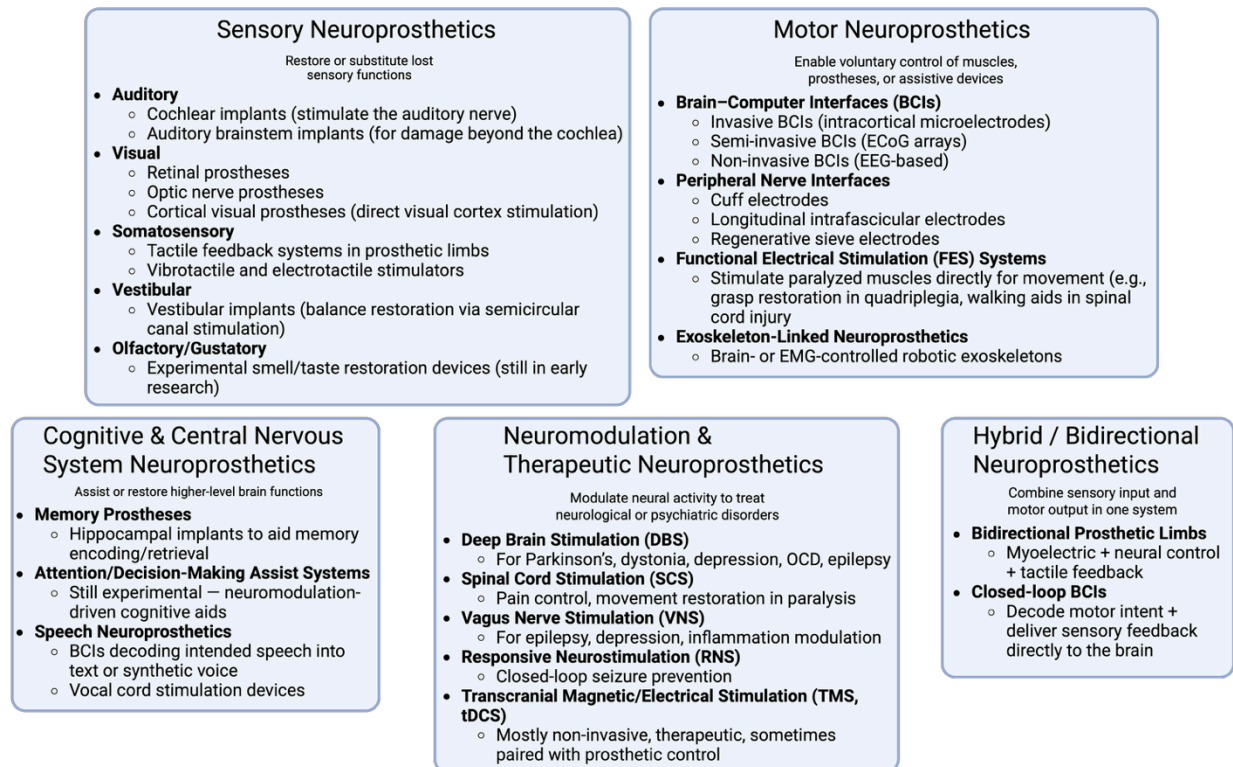 Sensory Neuroprosthetics
Restore or substitute lost
sensory functions
• Auditory
◦ Cochlear implants (stimulate the auditory nerve)
◦ Auditory brainstem implants (for damage beyond the cochlea)
• Visual
◦ Retinal prostheses
◦ Optic nerve prostheses
◦ Cortical visual prostheses (direct visual cortex stimulation)
• Somatosensory
◦ Tactile feedback systems in prosthetic limbs
◦ Vibrotactile and electrotactile stimulators
• Vestibular
◦ Vestibular implants (balance restoration via semicircular
canal stimulation)
• Olfactory/Gustatory
◦ Experimental smell/taste restoration devices (still in early
research)
Motor Neuroprosthetics
Enable voluntary control of muscles,
prostheses, or assistive devices
• Brain–Computer Interfaces (BCIs)
◦ Invasive BCIs (intracortical microelectrodes)
◦ Semi-invasive BCIs (ECoG arrays)
◦ Non-invasive BCIs (EEG-based)
• Peripheral Nerve Interfaces
◦ Cuff electrodes
◦ Longitudinal intrafascicular electrodes
◦ Regenerative sieve electrodes
• Functional Electrical Stimulation (FES) Systems
◦ Stimulate paralyzed muscles directly for movement (e.g.,
grasp restoration in quadriplegia, walking aids in spinal
cord injury
• Exoskeleton-Linked Neuroprosthetics
◦ Brain- or EMG-controlled robotic exoskeletons
Cognitive & Central Nervous
System Neuroprosthetics
Assist or restore higher-level brain functions
• Memory Prostheses
◦ Hippocampal implants to aid memory
encoding/retrieval
• Attention/Decision-Making Assist Systems
◦ Still experimental — neuromodulation-
driven cognitive aids
• Speech Neuroprosthetics
◦ BCIs decoding intended speech into
text or synthetic voice
◦ Vocal cord stimulation devices
Neuromodulation &
Therapeutic Neuroprosthetics
Modulate neural activity to treat
neurological or psychiatric disorders
• Deep Brain Stimulation (DBS)
◦ For Parkinson's, dystonia, depression, OCD, epilepsy
• Spinal Cord Stimulation (SCS)
◦ Pain control, movement restoration in paralysis
• Vagus Nerve Stimulation (VNS)
◦ For epilepsy, depression, inflammation modulation
• Responsive Neurostimulation (RNS)
◦ Closed-loop seizure prevention
• Transcranial Magnetic/Electrical Stimulation (TMS,
tDCS)
◦ Mostly non-invasive, therapeutic, sometimes
paired with prosthetic control
Hybrid / Bidirectional
Neuroprosthetics
Combine sensory input and
motor output in one system
• Bidirectional Prosthetic Limbs
◦ Myoelectric + neural control
+ tactile feedback
• Closed-loop BCIs
◦ Decode motor intent +
deliver sensory feedback
directly to the brain